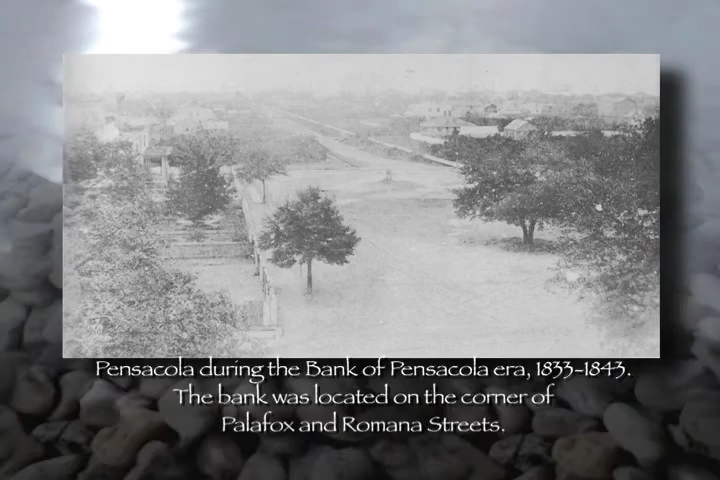 Pensacola during the Bank of Pensacola era, 1833-1843.
The bank was located on the corner of
Palafox and Romana Streets.